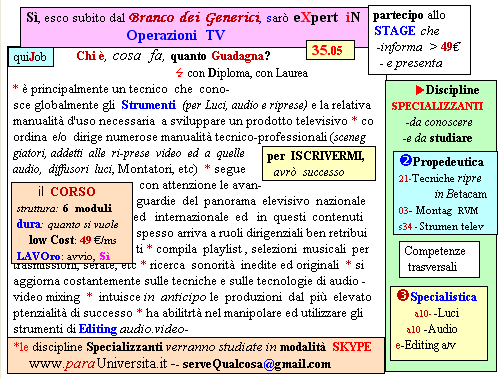 Sì, esco subito dal Branco dei Generici, sarò eXpert iN
Operazioni TV
partecipo allo
STAGE che
-informa > 49€
- e presenta
35.05
quiJob
Chi è, cosa fa, quanto Guadagna?
con Diploma, con Laurea
* è principalmente un tecnico che cono-
sce globalmente gli Strumenti (per Luci, audio e riprese) e la relativa
manualità d'uso necessaria a sviluppare un prodotto televisivo * co
ordina e/o dirige numerose manualità tecnico-professionali (sceneg
giatori, addetti alle ri-prese video ed a quelle
audio, diffusori luci, Montatori, etc) * segue
con attenzione le avan-
guardie del panorama elevisivo nazionale
ed internazionale ed in questi contenuti
spesso arriva a ruoli dirigenziali ben retribui
ti * compila playlist, selezioni musicali per
trasmissioni, serate, etc * ricerca sonorità inedite ed originali * si
aggiorna costantemente sulle tecniche e sulle tecnologie di audio -
video mixing * intuisce in anticipo le produzioni dal più elevato
ptenzialità di successo * ha abilitrtà nel manipolare ed utilizzare gli
strumenti di Editing audio.video-
per ISCRIVERMI,
avrò successo
il CORSO
struttura: 6 moduli
dura: quanto si vuole
low Cost: 49 €/ms
LAVOro: avvio, Sì
Discipline
SPECIALIZZANTI
-da conoscere
-e da studiare
2Propedeutica
21-Tecniche ripre
in Betacam
03- Montag RVM
s34 - Strumen telev
Competenze
trasversali
3Specialistica
a10- -Luci
a10 -Audio
e-Editing a/v
*le discipline Specializzanti verranno studiate in modalità SKYPE
www.paraUniversita.it -- serveQualcosa@gmail.com